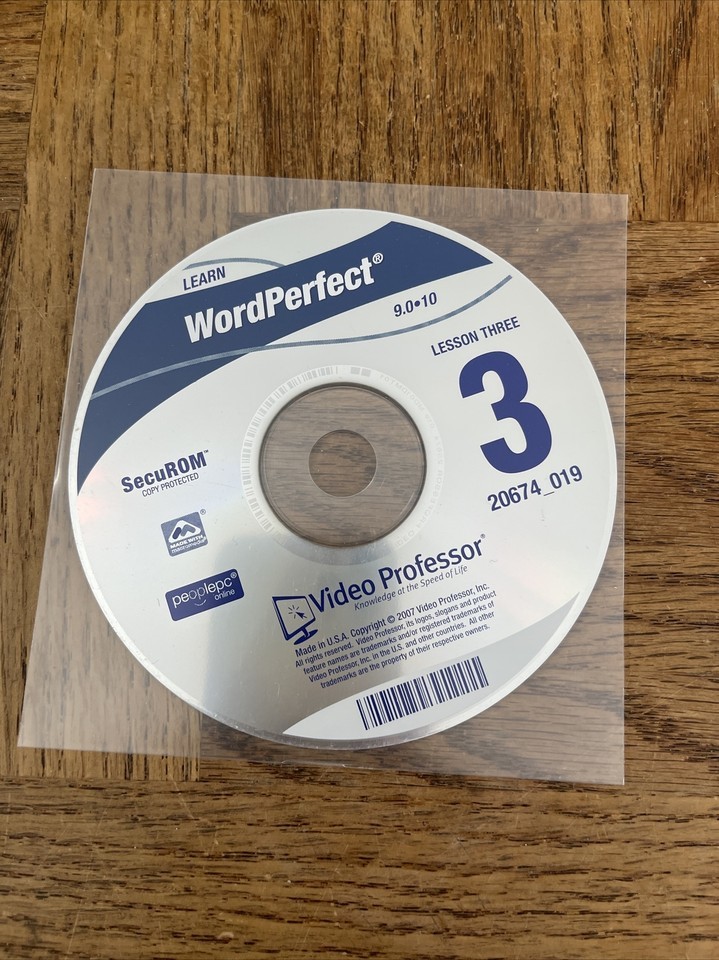 LEARN
WordPerfect®
9.0•10
LESSON THREE
3
20674_019
SecuROM™
COPY PROTECTED
MADE WITH
macromedia®
peoplepc®
online
Video Professor®
Knowledge at the Speed of Life
Made in U.S.A. Copyright © 2007 Video Professor, Inc.
All rights reserved. Video Professor, its logos, slogans and product
feature names are trademarks and/or registered trademarks of
Video Professor, Inc. in the U.S. and other countries. All other
trademarks are the property of their respective owners.